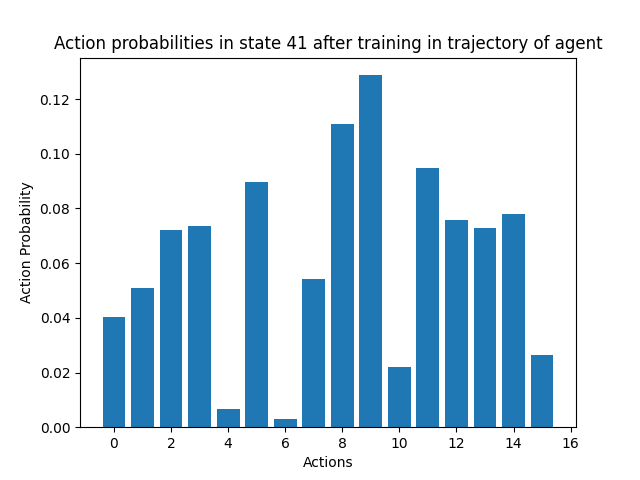 Action probabilities in state 41 after training in trajectory of agent
0.12
0.10
0.08
0.06
0.04
0.02
0.00
Action Probability
0 2 4 6 8 10 12 14 16
Actions